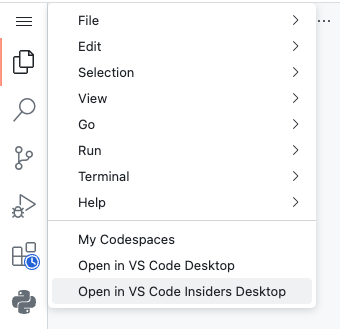 File
Edit
Selection
View
Go
Run
Terminal
Help
My Codespaces
Open in VS Code Desktop
Open in VS Code Insiders Desktop